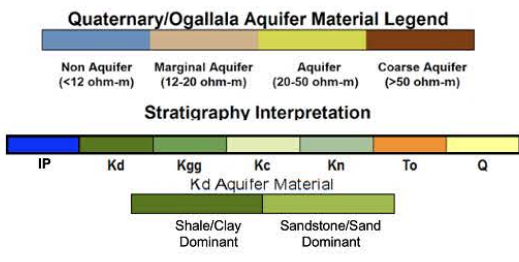 Quaternary/Ogallala Aquifer Material Legend
Non Aquifer Marginal Aquifer Aquifer Coarse Aquifer
(<12 ohm-m) (12-20 ohm-m) (20-50 ohm-m) (>50 ohm-m)
Stratigraphy Interpretation
IP Kd Kgg Kc Kn To Q
Kd Aquifer Material
Shale/Clay Sandstone/Sand
Dominant Dominant